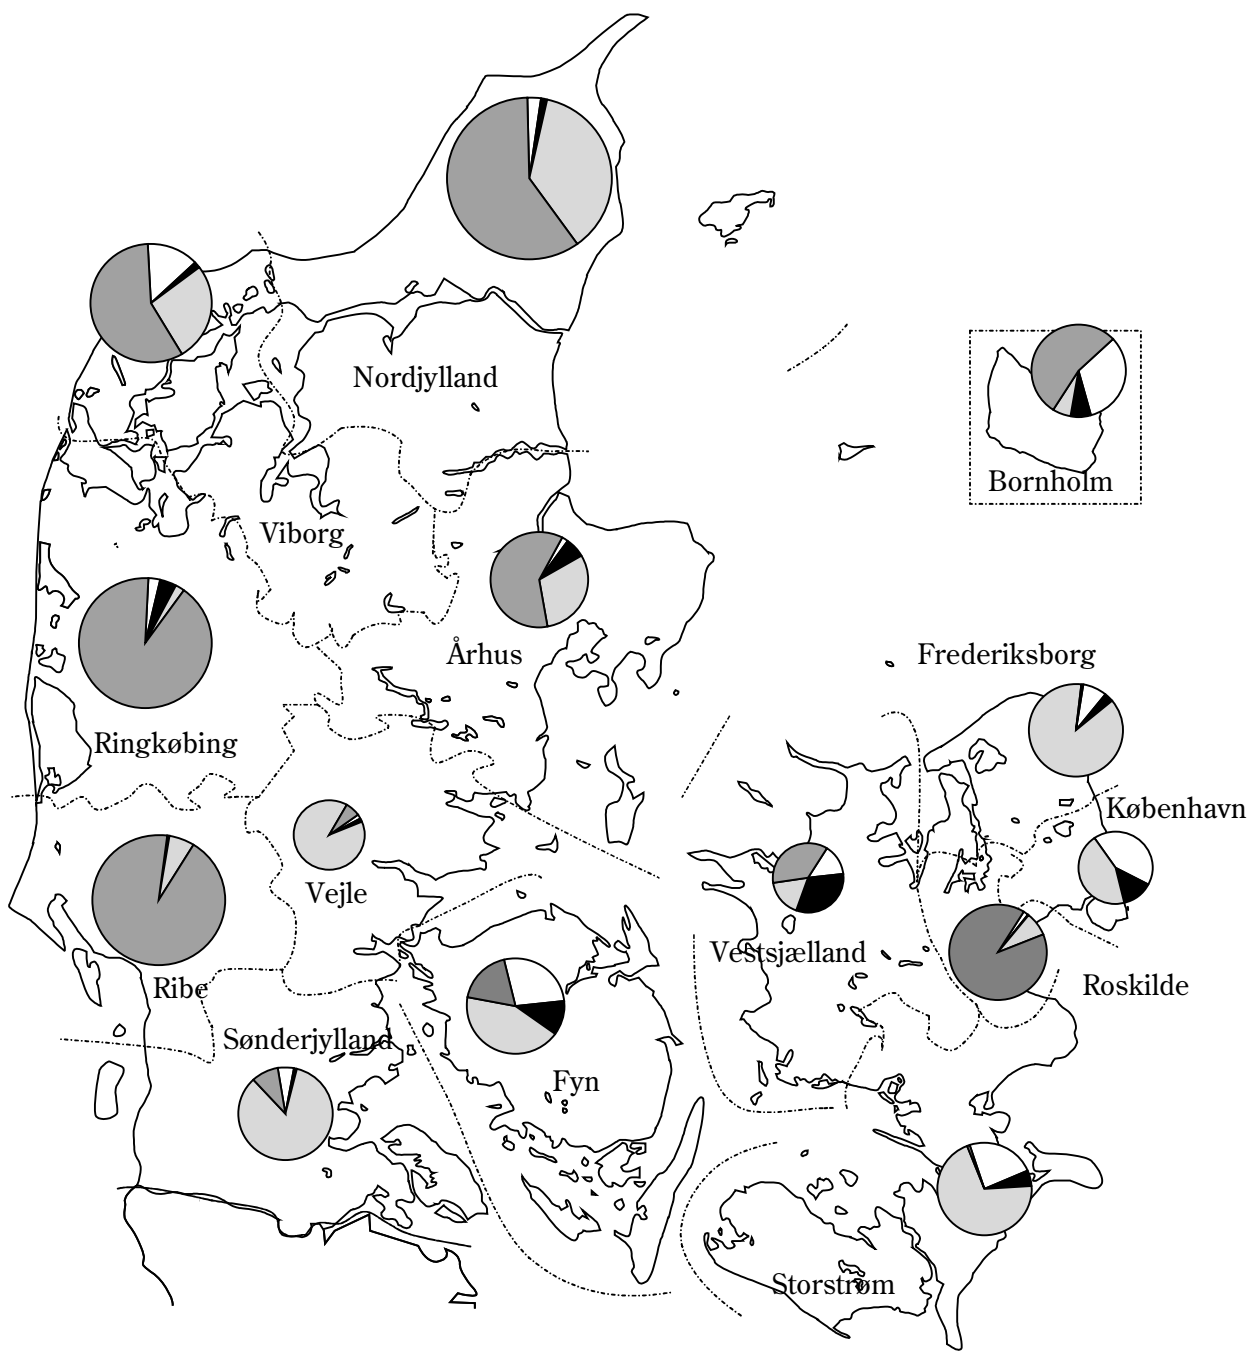 Nordjylland
Bornholm
Viborg
Århus
Frederiksborg
Ringkøbing
København
Vejle
Vestsjælland
Ribe
Roskilde
Sønderjylland
Fyn
Storstrøm